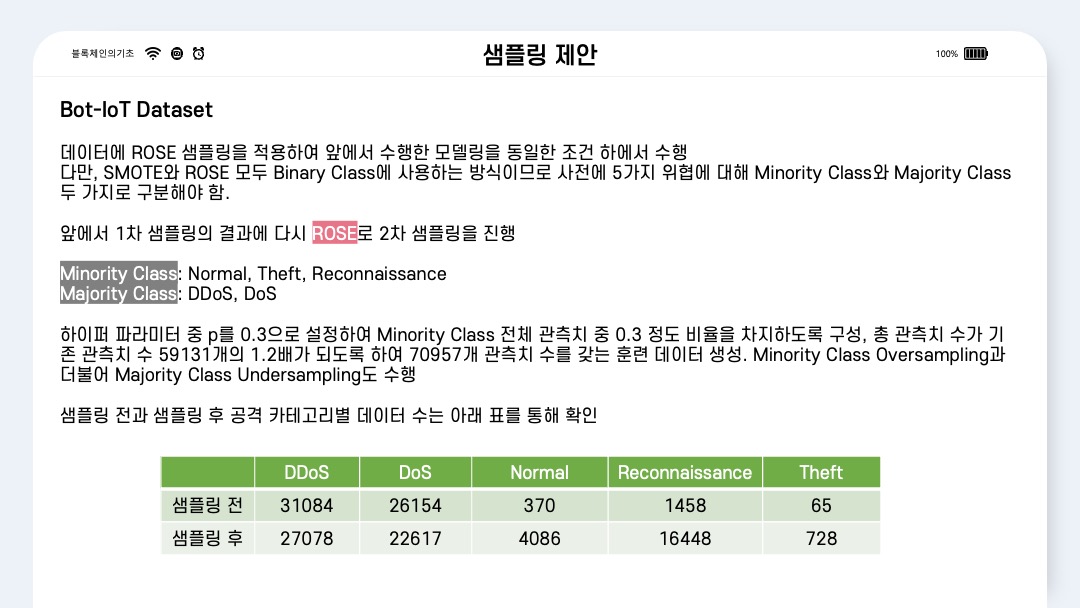 블록체인의기초
샘플링 제안
100%
Bot-IoT Dataset
데이터에 ROSE 샘플링을 적용하여 앞에서 수행한 모델링을 동일한 조건 하에서 수행
다만, SMOTE와 ROSE 모두 Binary Class에 사용하는 방식이므로 사전에 5가지 위협에 대해 Minority Class와 Majority Class
두 가지로 구분해야 함.
앞에서 1차 샘플링의 결과에 다시 ROSE로 2차 샘플링을 진행
Minority Class: Normal, Theft, Reconnaissance
Majority Class: DDoS, DoS
하이퍼 파라미터 중 p를 0.3으로 설정하여 Minority Class 전체 관측치 중 0.3 정도 비율을 차지하도록 구성, 총 관측치 수가 기
존 관측치 수 59131개의 1.2배가 되도록 하여 70957개 관측치 수를 갖는 훈련 데이터 생성. Minority Class Oversampling과
더불어 Majority Class Undersampling도 수행
샘플링 전과 샘플링 후 공격 카테고리별 데이터 수는 아래 표를 통해 확인
DDoS DoS Normal Reconnaissance Theft
샘플링 전 31084 26154 370 1458 65
샘플링 후 27078 22617 4086 16448 728